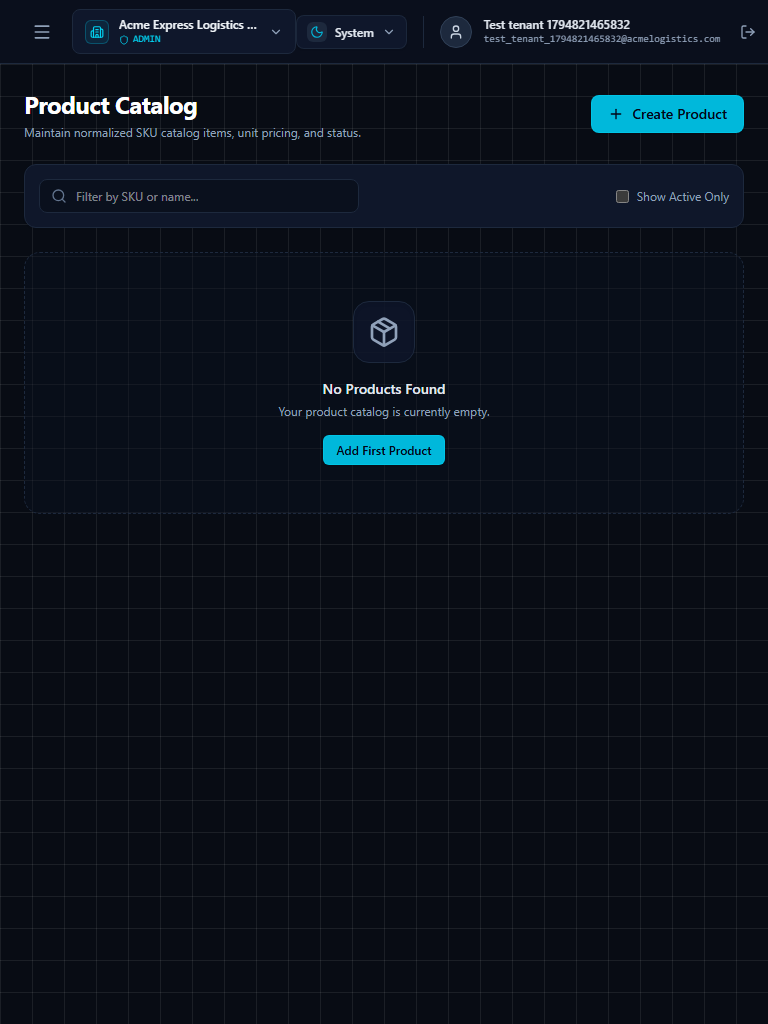 Acme Express Logistics ...
ADMIN
System
Test tenant 1794821465832
test_tenant_1794821465832@acmelogistics.com
Product Catalog
Maintain normalized SKU catalog items, unit pricing, and status.
Create Product
Filter by SKU or name...
Show Active Only
No Products Found
Your product catalog is currently empty.
Add First Product